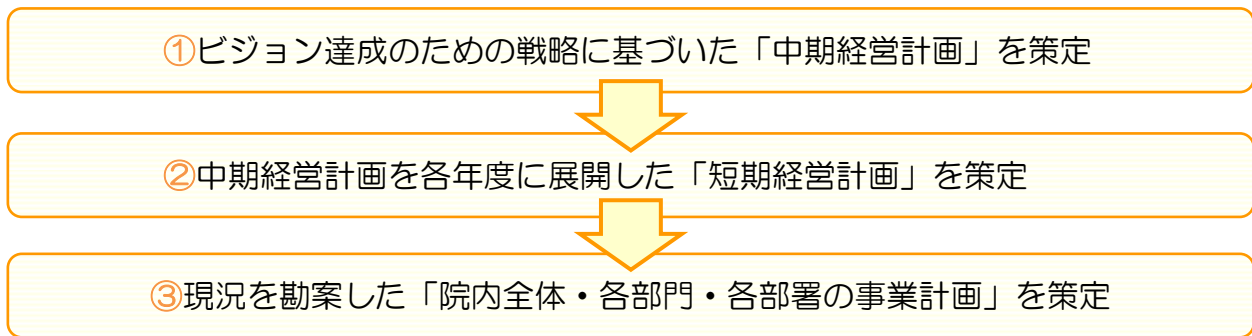 ①ビジョン達成のための戦略に基づいた「中期経営計画」を策定
②中期経営計画を各年度に展開した「短期経営計画」を策定
③現況を勘案した「院内全体・各部門・各部署の事業計画」を策定